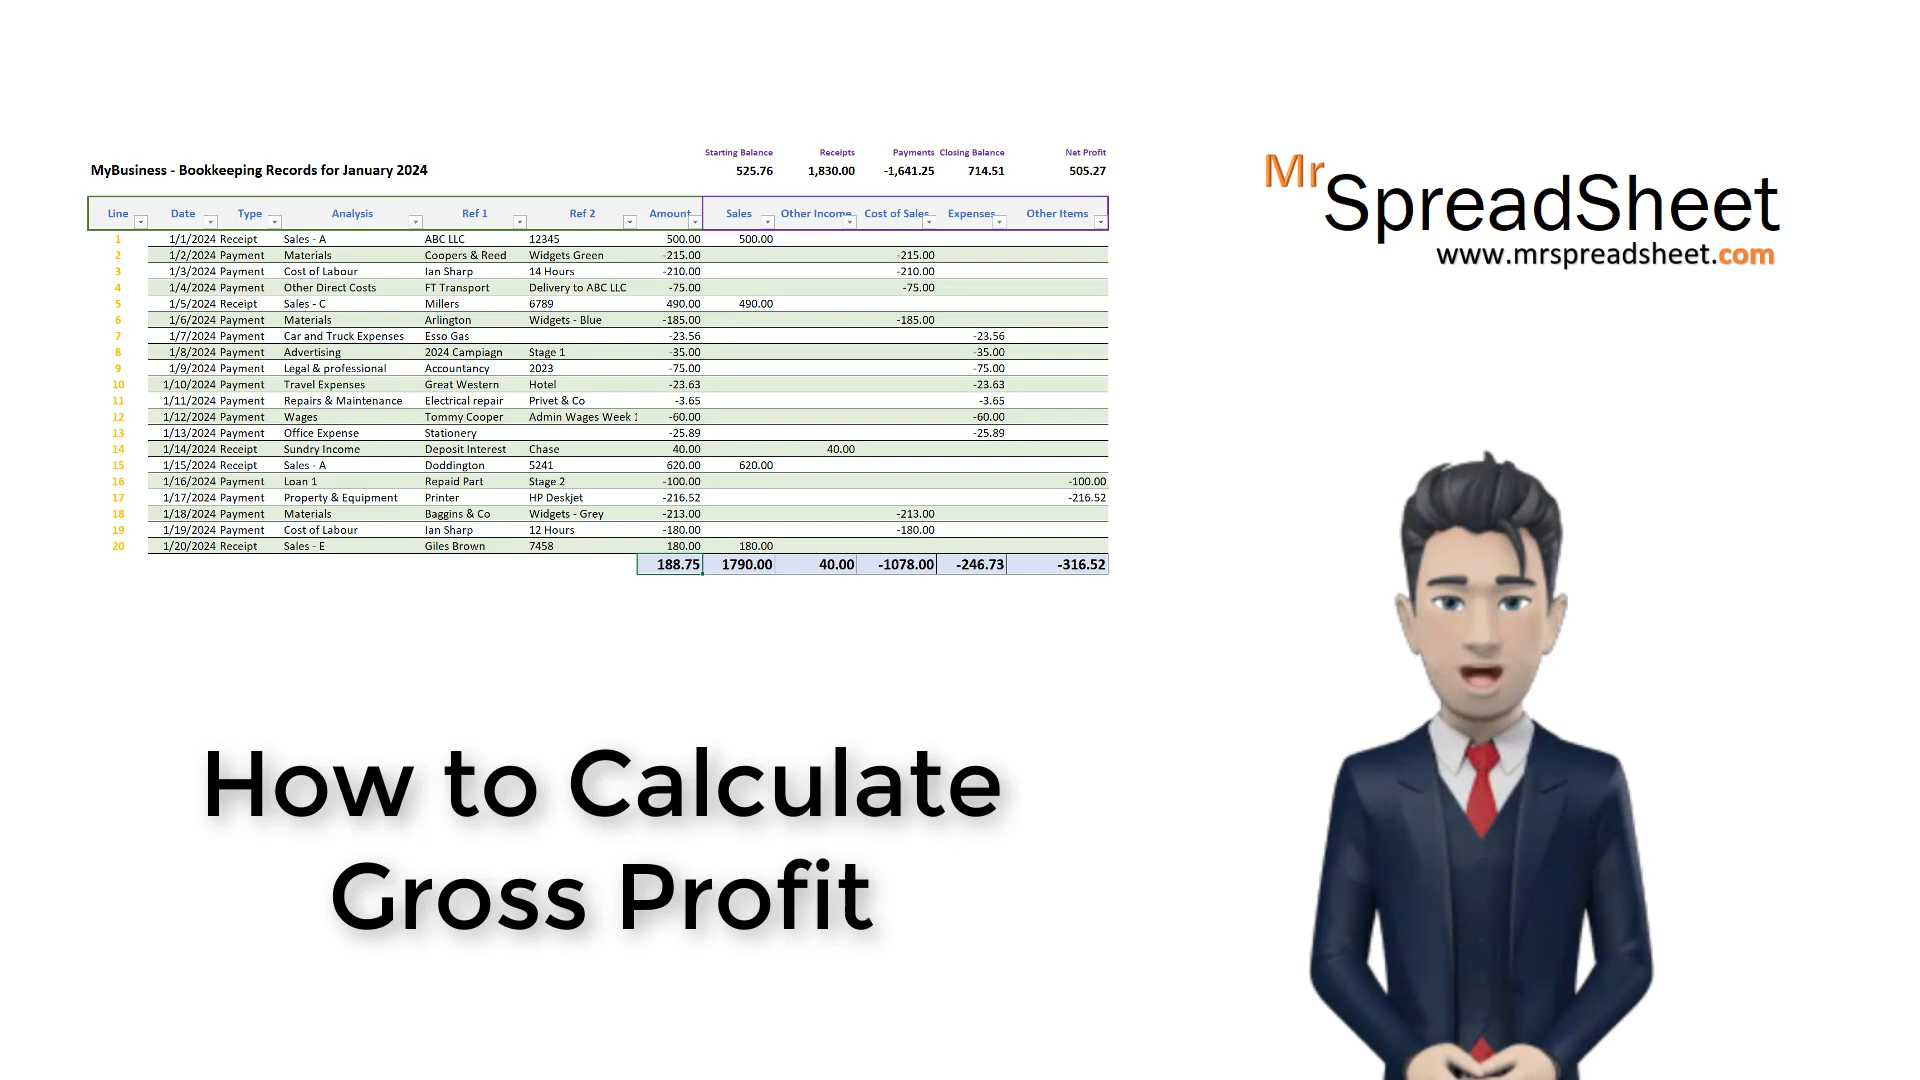 Starting Balance Receipts Payments Closing Balance Net Profit
MyBusiness - Bookkeeping Records for January 2024 525.76 1,830.00 -1,641.25 714.51 505.27
Line Date Type Analysis Ref 1 Ref 2 Amount Sales Other Income Cost of Sales Expenses Other Items
1 1/1/2024 Receipt Sales - A ABC LLC 12345 500.00 500.00
2 1/2/2024 Payment Materials Coopers & Reed Widgets Green -215.00 -215.00
3 1/3/2024 Payment Cost of Labour Ian Sharp 14 Hours -210.00 -210.00
4 1/4/2024 Payment Other Direct Costs FT Transport Delivery to ABC LLC -75.00 -75.00
5 1/5/2024 Receipt Sales - C Millers 6789 490.00 490.00
6 1/6/2024 Payment Materials Arlington Widgets - Blue -185.00 -185.00
7 1/7/2024 Payment Car and Truck Expenses Esso Gas -23.56 -23.56
8 1/8/2024 Payment Advertising 2024 Campiagn Stage 1 -35.00 -35.00
9 1/9/2024 Payment Legal & professional Accountancy 2023 -75.00 -75.00
10 1/10/2024 Payment Travel Expenses Great Western Hotel -23.63 -23.63
11 1/11/2024 Payment Repairs & Maintenance Electrical repair Privet & Co -3.65 -3.65
12 1/12/2024 Payment Wages Tommy Cooper Admin Wages Week 1 -60.00 -60.00
13 1/13/2024 Payment Office Expense Stationery -25.89 -25.89
14 1/14/2024 Receipt Sundry Income Deposit Interest Chase 40.00 40.00
15 1/15/2024 Receipt Sales - A Doddington 5241 620.00 620.00
16 1/16/2024 Payment Loan 1 Repaid Part Stage 2 -100.00 -100.00
17 1/17/2024 Payment Property & Equipment Printer HP Deskjet -216.52 -216.52
18 1/18/2024 Payment Materials Baggins & Co Widgets - Grey -213.00 -213.00
19 1/19/2024 Payment Cost of Labour Ian Sharp 12 Hours -180.00 -180.00
20 1/20/2024 Receipt Sales - E Giles Brown 7458 180.00 180.00
188.75 1790.00 40.00 -1078.00 -246.73 -316.52
Mr SpreadSheet
www.mrspreadsheet.com
How to Calculate
Gross Profit